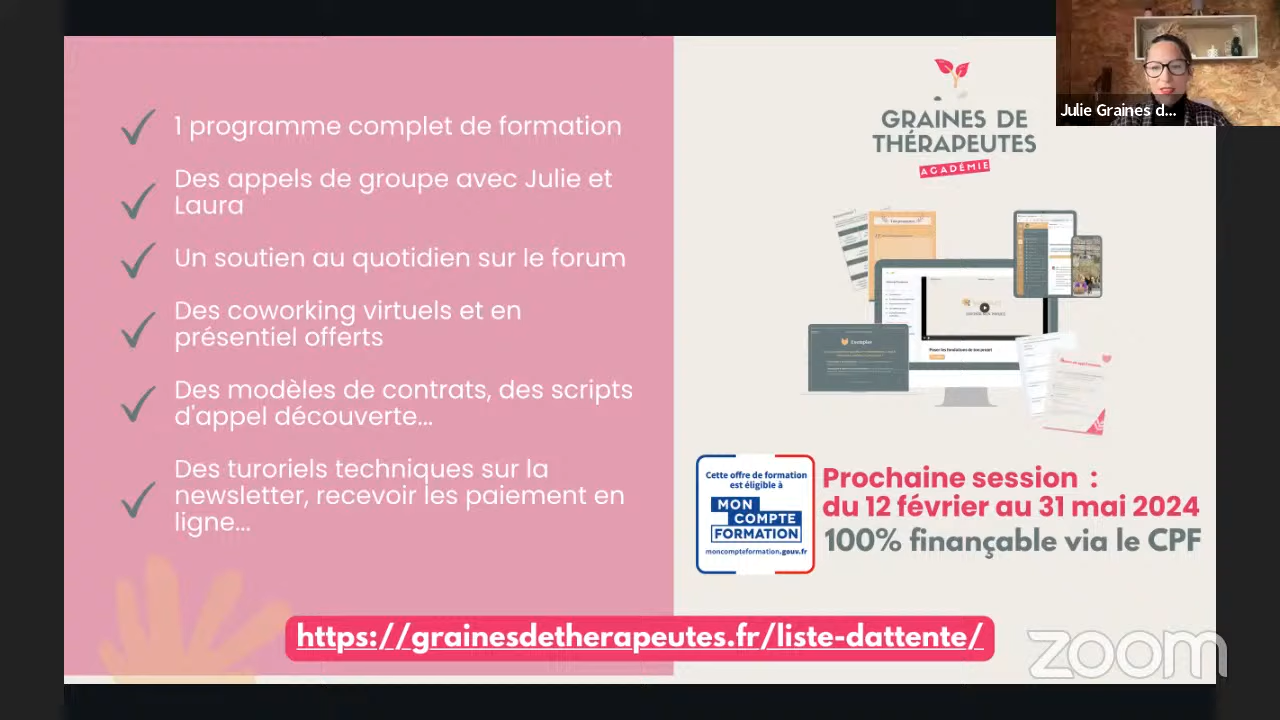 1 programme complet de formation
Des appels de groupe avec Julie et
Laura
Un soutien au quotidien sur le forum
Des coworking virtuels et en
présentiel offerts
Des modèles de contrats, des scripts
d'appel découverte...
Des turoriels techniques sur la
newsletter, recevoir les paiement en
ligne...
GRAINES DE
THÉRAPEUTES
ACADÉMIE
Julie Graines d...
Cette offre de formation
est éligible à
MON
COMPTE
FORMATION
moncompteformation.gouv.fr
Prochaine session :
du 12 février au 31 mai 2024
100% finançable via le CPF
https://grainesdetherapeutes.fr/liste-dattente/
zoom